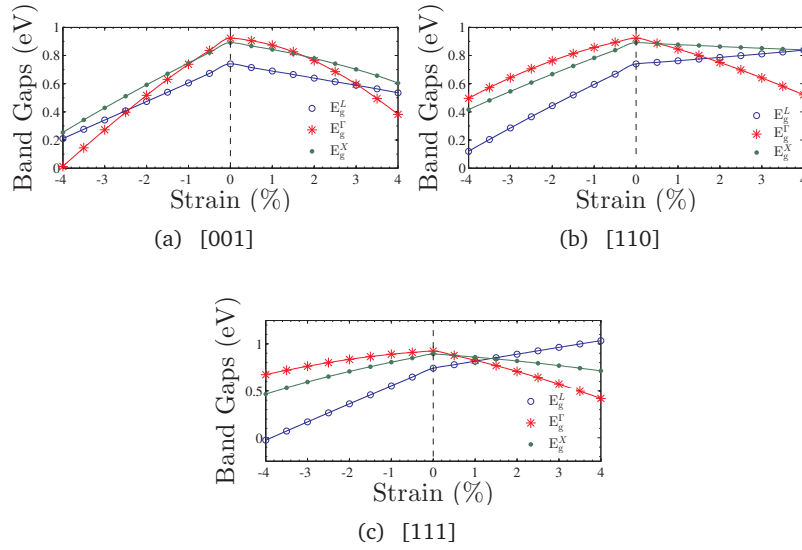 Band Gaps (eV)
1
0.8
0.6
0.4
0.2
0
-4 -3 -2 -1 0 1 2 3 4
Strain (%)
E_g^L
E_g^Γ
E_g^X
(a) [001]
Band Gaps (eV)
1
0.8
0.6
0.4
0.2
0
-4 -3 -2 -1 0 1 2 3 4
Strain (%)
E_g^L
E_g^Γ
E_g^X
(b) [110]
Band Gaps (eV)
1
0.5
0
-4 -3 -2 -1 0 1 2 3 4
Strain (%)
E_g^L
E_g^Γ
E_g^X
(c) [111]